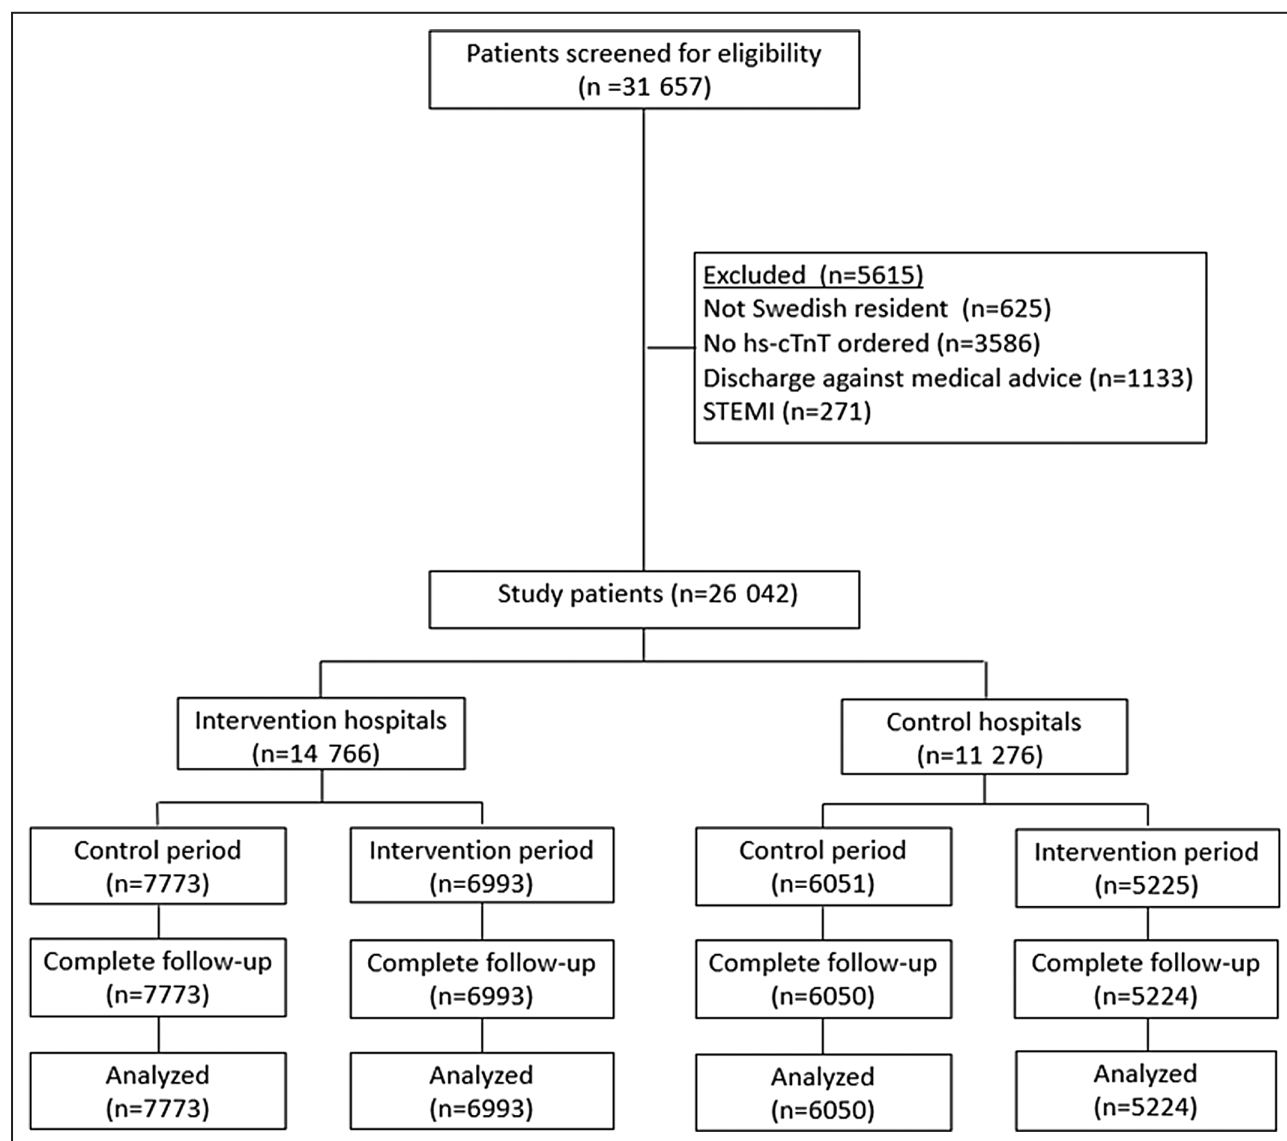 Patients screened for eligibility
(n =31 657)
Excluded (n=5615)
Not Swedish resident (n=625)
No hs-cTnT ordered (n=3586)
Discharge against medical advice (n=1133)
STEMI (n=271)
Study patients (n=26 042)
Intervention hospitals
(n=14 766)
Control hospitals
(n=11 276)
Control period
(n=7773)
Intervention period
(n=6993)
Control period
(n=6051)
Intervention period
(n=5225)
Complete follow-up
(n=7773)
Complete follow-up
(n=6993)
Complete follow-up
(n=6050)
Complete follow-up
(n=5224)
Analyzed
(n=7773)
Analyzed
(n=6993)
Analyzed
(n=6050)
Analyzed
(n=5224)